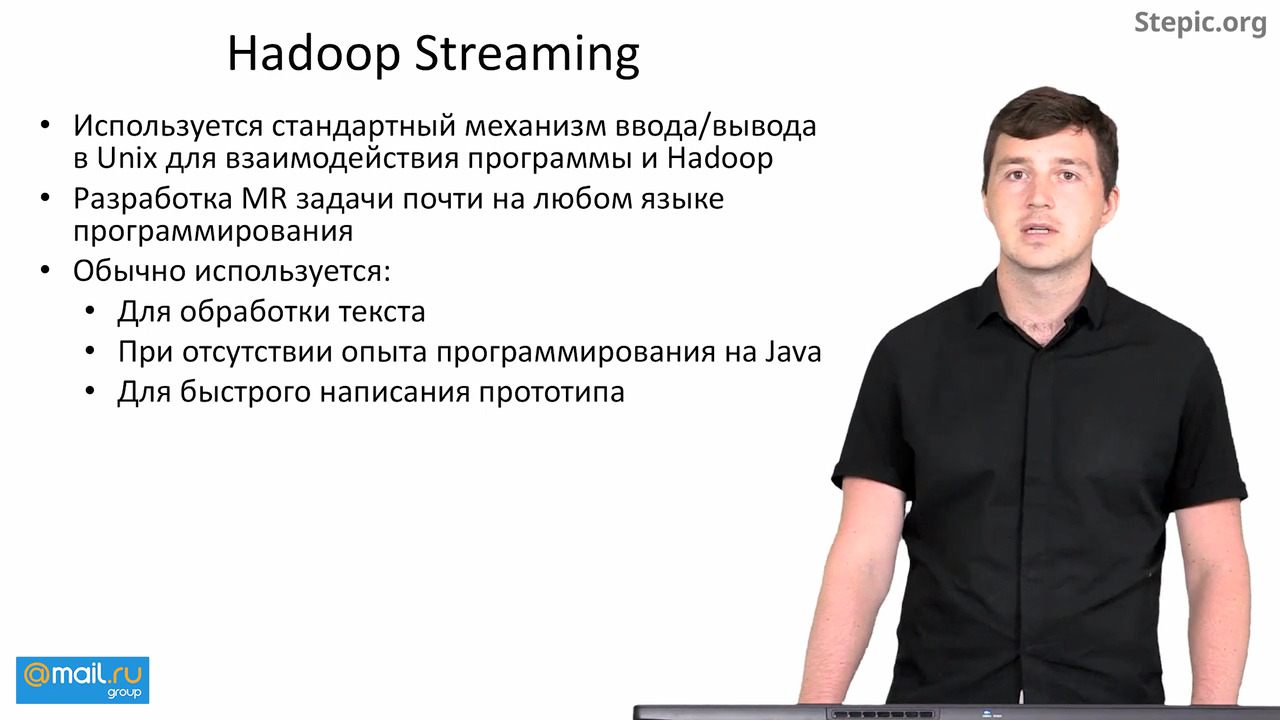 Stepic.org
Hadoop Streaming
• Используется стандартный механизм ввода/вывода
в Unix для взаимодействия программы и Hadoop
• Разработка MR задачи почти на любом языке
программирования
• Обычно используется:
• Для обработки текста
• При отсутствии опыта программирования на Java
• Для быстрого написания прототипа
@mail.ru
group